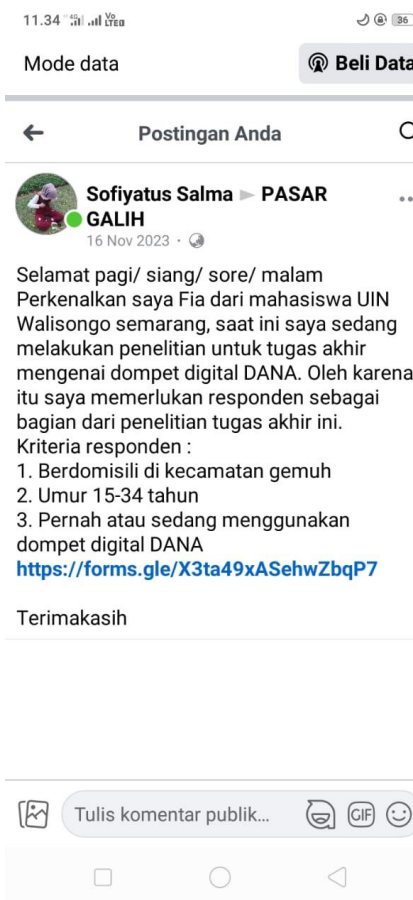 11.34 4G Vo LTE 36
Mode data Beli Data
Postingan Anda
Sofiyatus Salma PASAR
GALIH
16 Nov 2023 ·
Selamat pagi/ siang/ sore/ malam
Perkenalkan saya Fia dari mahasiswa UIN
Walisongo semarang, saat ini saya sedang
melakukan penelitian untuk tugas akhir
mengenai dompet digital DANA. Oleh karena
itu saya memerlukan responden sebagai
bagian dari penelitian tugas akhir ini.
Kriteria responden :
1. Berdomisili di kecamatan gemuh
2. Umur 15-34 tahun
3. Pernah atau sedang menggunakan
dompet digital DANA
https://forms.gle/X3ta49xASehwZbqP7
Terimakasih
Tulis komentar publik... GIF